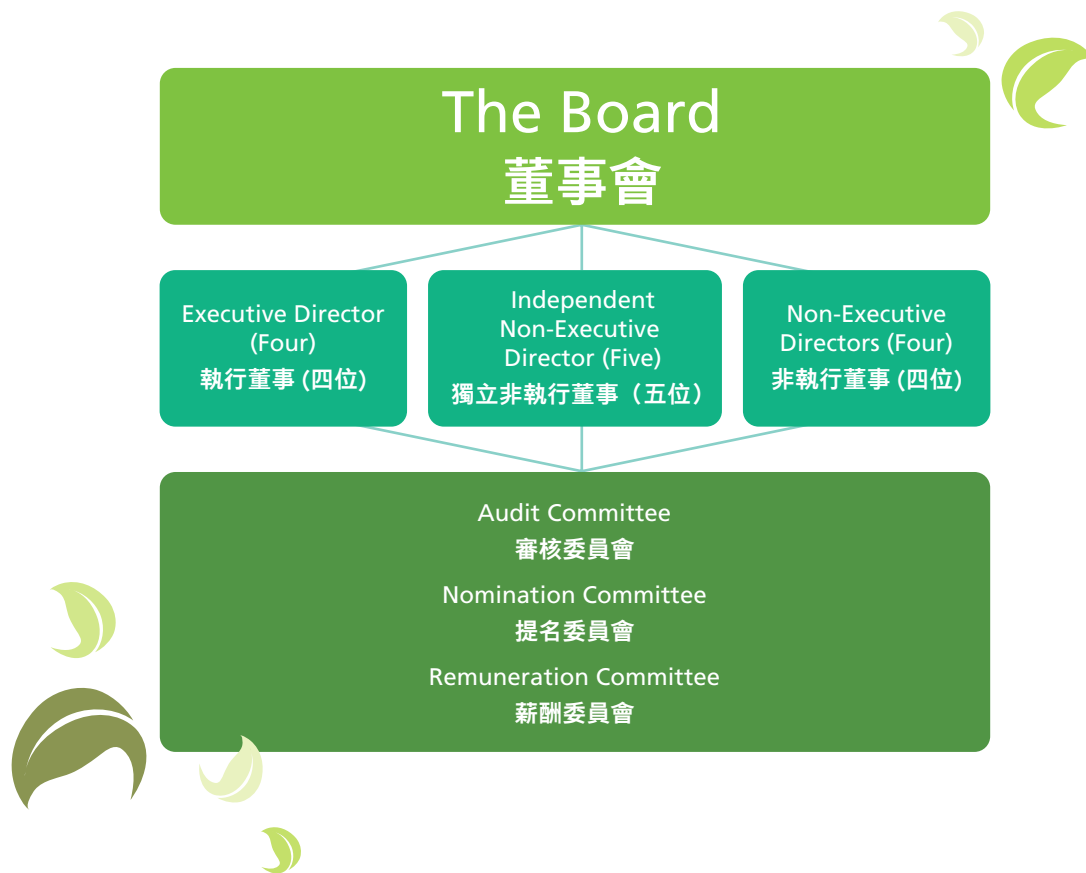 The Board
董事會
Executive Director
(Four)
執行董事 (四位)
Independent
Non-Executive
Director (Five)
獨立非執行董事（五位）
Non-Executive
Directors (Four)
非執行董事 (四位)
Audit Committee
審核委員會
Nomination Committee
提名委員會
Remuneration Committee
薪酬委員會